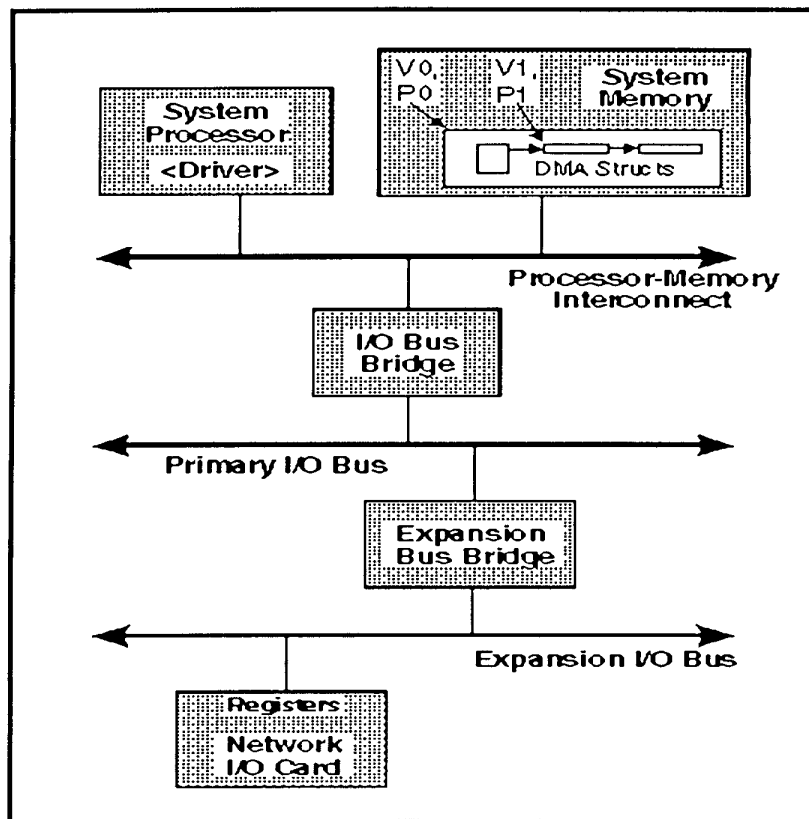 V0,
P0
V1,
P1
System
Memory
DMA Structs
System
Processor
<Driver>
Processor-Memory
Interconnect
I/O Bus
Bridge
Primary I/O Bus
Expansion
Bus Bridge
Expansion I/O Bus
Registers
Network
I/O Card